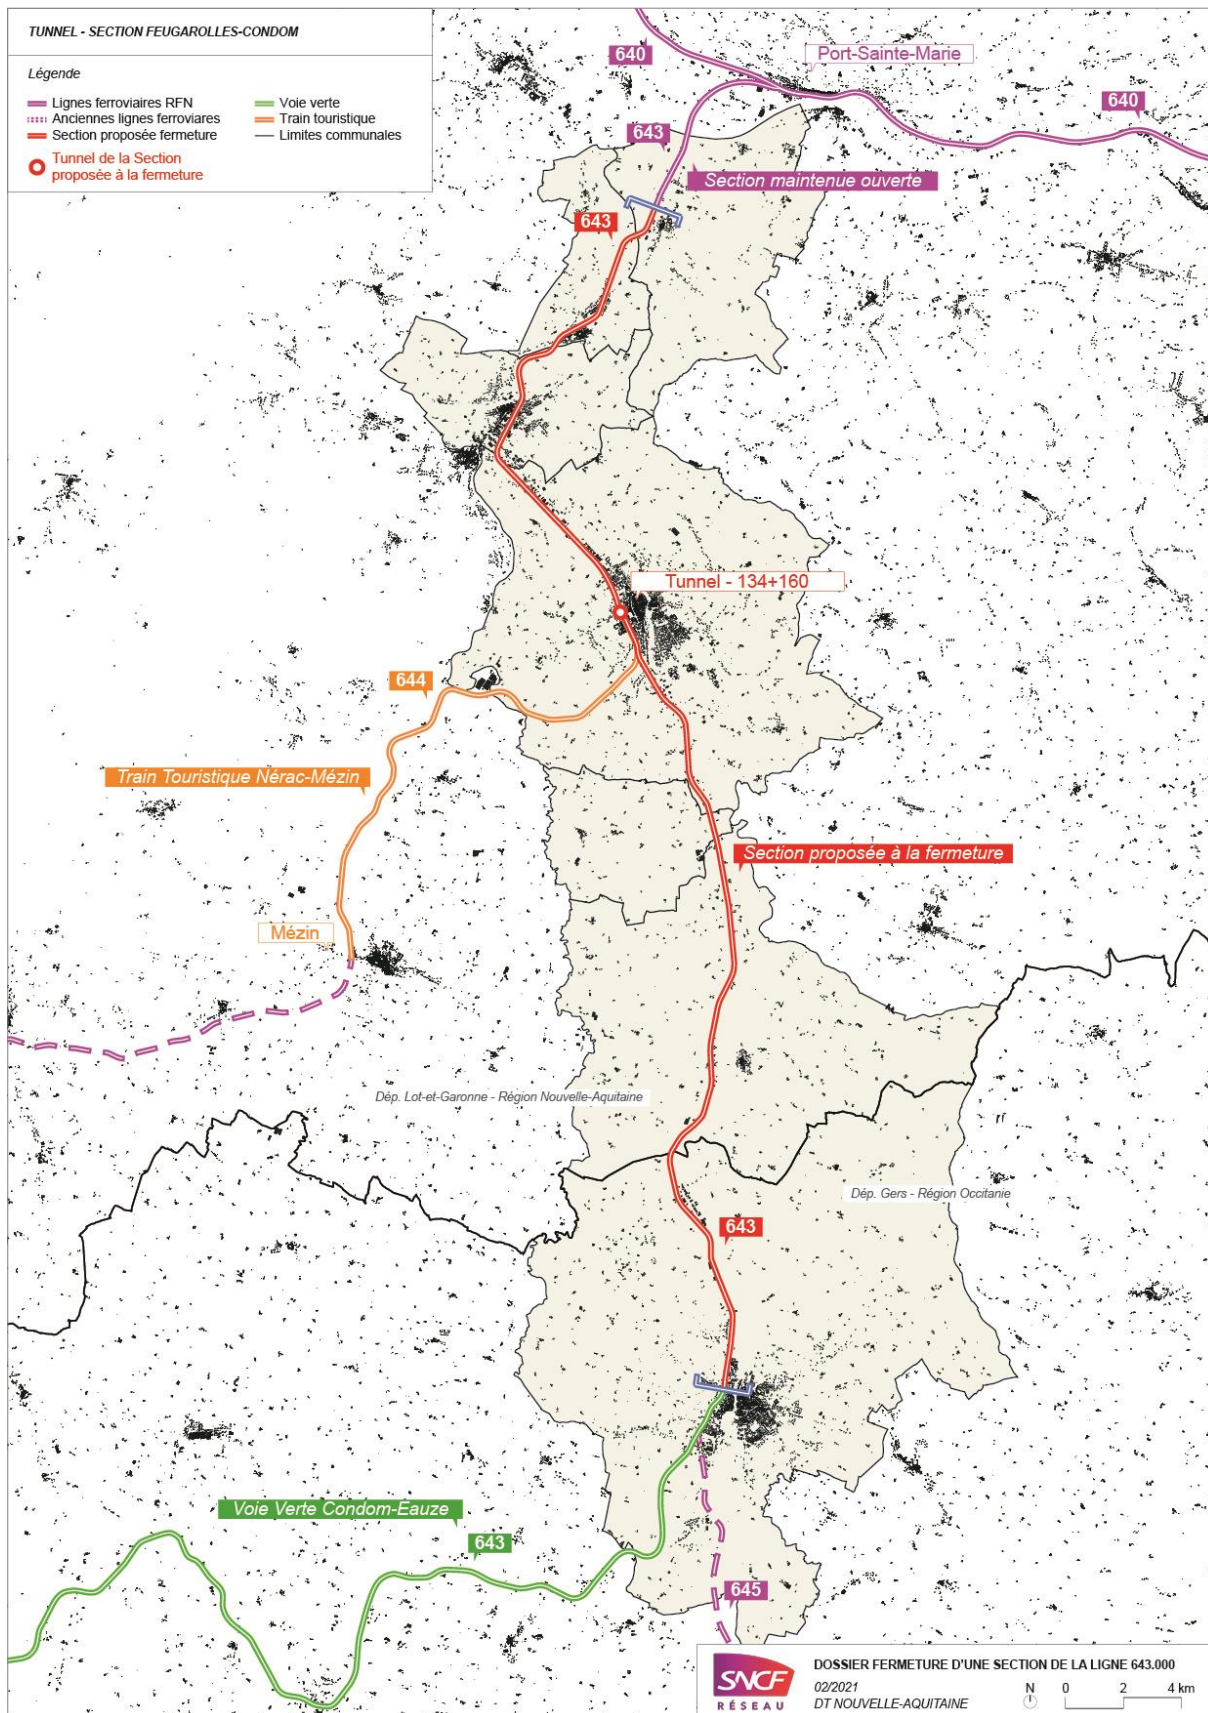 TUNNEL - SECTION FEUGAROLLES-CONDOM
Légende
Lignes ferroviaires RFN
Anciennes lignes ferroviares
Section proposée fermeture
Tunnel de la Section
proposée à la fermeture
Voie verte
Train touristique
Limites communales
640
Port-Sainte-Marie
640
643
Section maintenue ouverte
643
Tunnel - 134+160
644
Train Touristique Nérac-Mézin
Section proposée à la fermeture
Mézin
Dép. Lot-et-Garonne - Région Nouvelle-Aquitaine
Dép. Gers - Région Occitanie
643
Voie Verte Condom-Eauze
643
645
SNCF
RÉSEAU
DOSSIER FERMETURE D'UNE SECTION DE LA LIGNE 643.000
02/2021
DT NOUVELLE-AQUITAINE
N
0 2 4 km